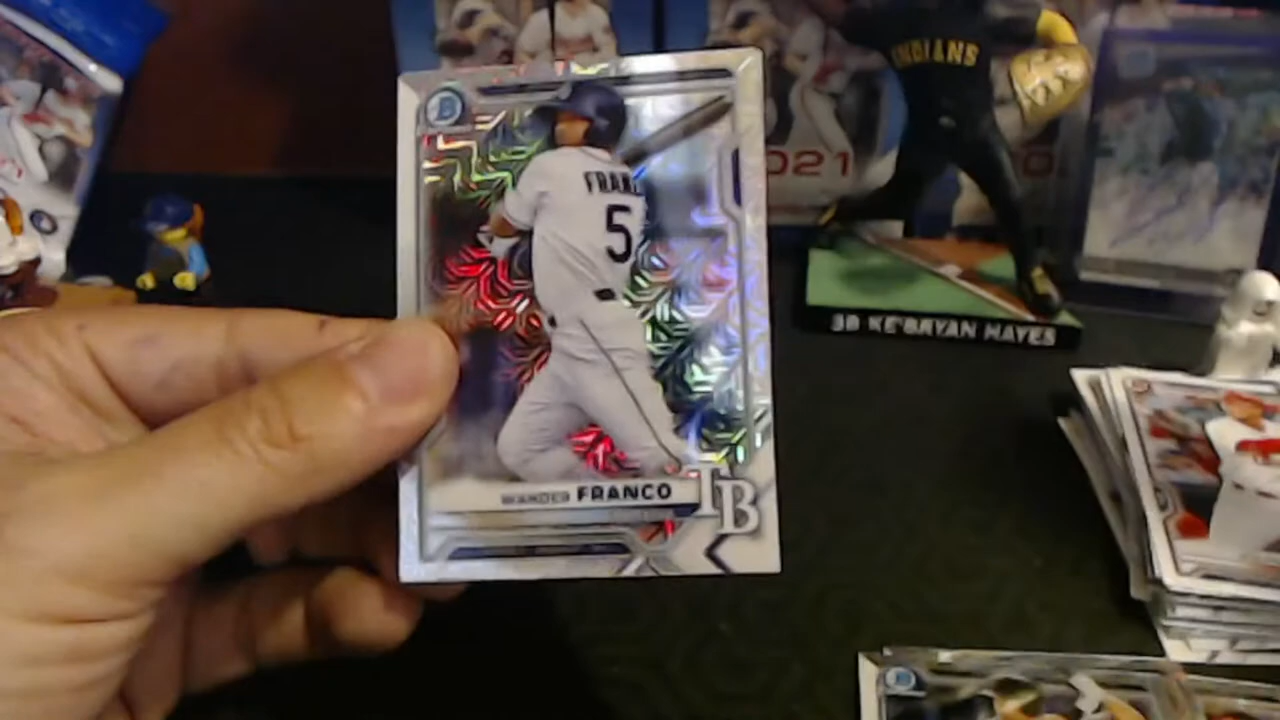 INDIANS
021
FRAN
5
WANDER FRANCO
TB
3B KE'BRYAN HAYES